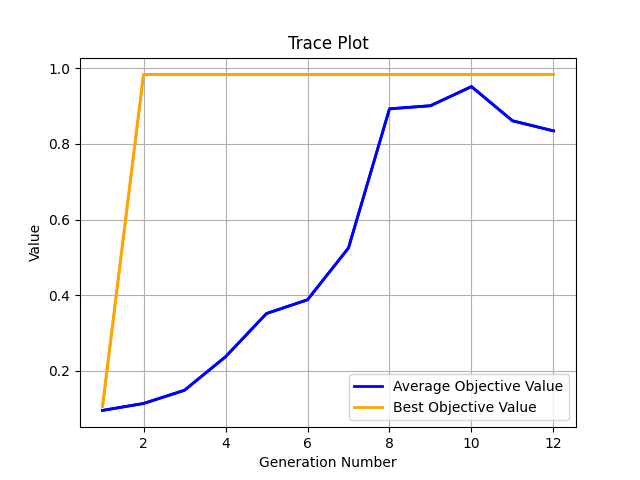 Trace Plot
Value
1.0
0.8
0.6
0.4
0.2
2 4 6 8 10 12
Generation Number
Average Objective Value
Best Objective Value